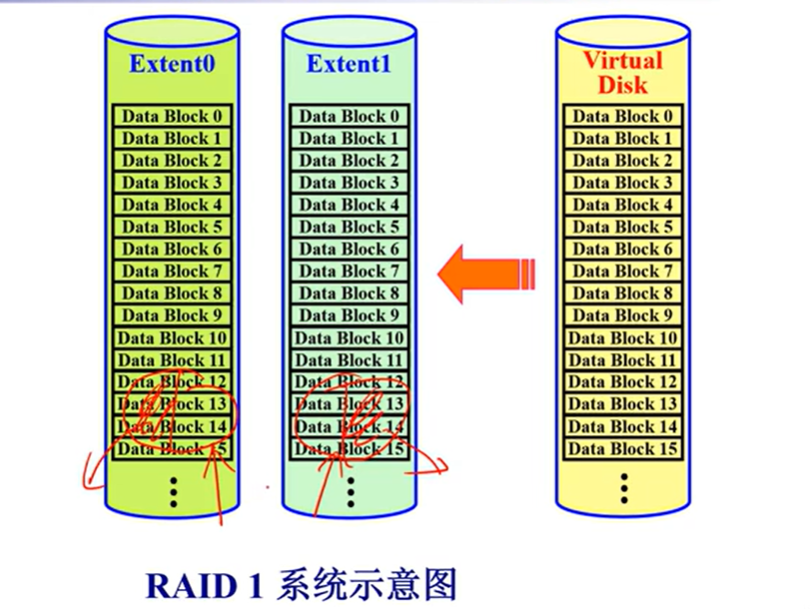 Extent0
Data Block 0
Data Block 1
Data Block 2
Data Block 3
Data Block 4
Data Block 5
Data Block 6
Data Block 7
Data Block 8
Data Block 9
Data Block 10
Data Block 11
Data Block 12
Data Block 13
Data Block 14
Data Block 15
Extent1
Data Block 0
Data Block 1
Data Block 2
Data Block 3
Data Block 4
Data Block 5
Data Block 6
Data Block 7
Data Block 8
Data Block 9
Data Block 10
Data Block 11
Data Block 12
Data Block 13
Data Block 14
Data Block 15
Virtual
Disk
Data Block 0
Data Block 1
Data Block 2
Data Block 3
Data Block 4
Data Block 5
Data Block 6
Data Block 7
Data Block 8
Data Block 9
Data Block 10
Data Block 11
Data Block 12
Data Block 13
Data Block 14
Data Block 15
RAID 1 系统示意图